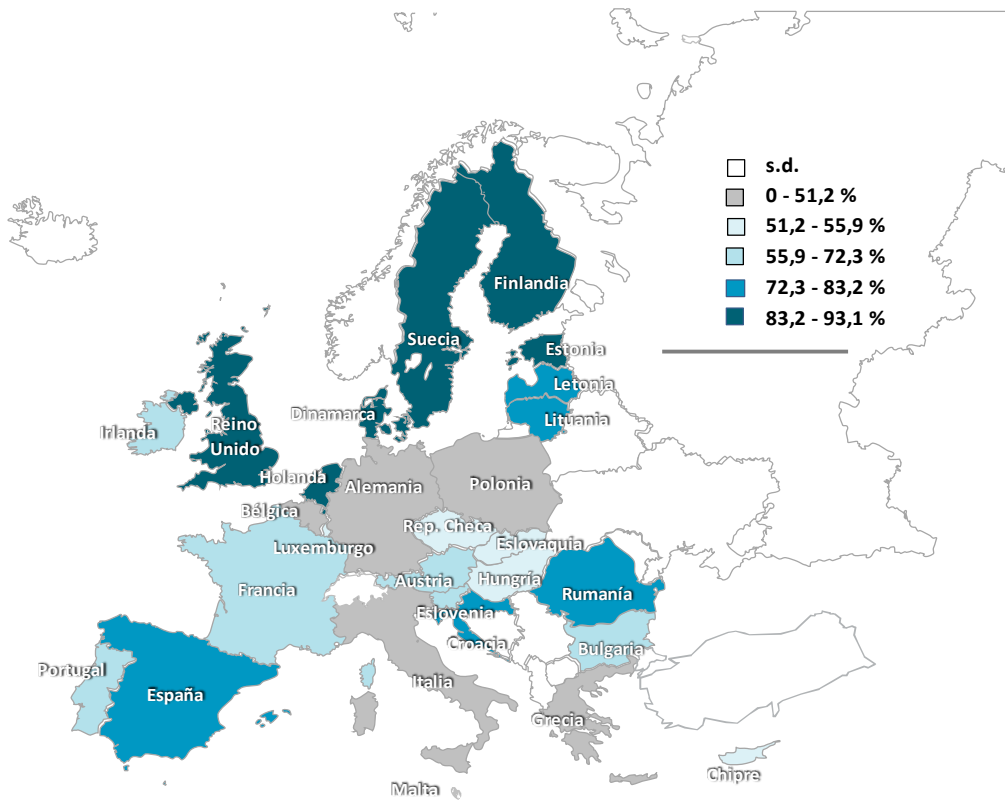 s.d.
0 - 51,2 %
51,2 - 55,9 %
55,9 - 72,3 %
72,3 - 83,2 %
83,2 - 93,1 %
Finlandia
Suecia
Estonia
Letonia
Lituania
Dinamarca
Irlanda
Reino
Unido
Holanda
Alemania
Polonia
Bélgica
Rep. Checa
Luxemburgo
Eslovaquia
Francia
Austria
Hungría
Rumanía
Eslovenia
Croacia
Bulgaria
Portugal
España
Italia
Grecia
Chipre
Malta